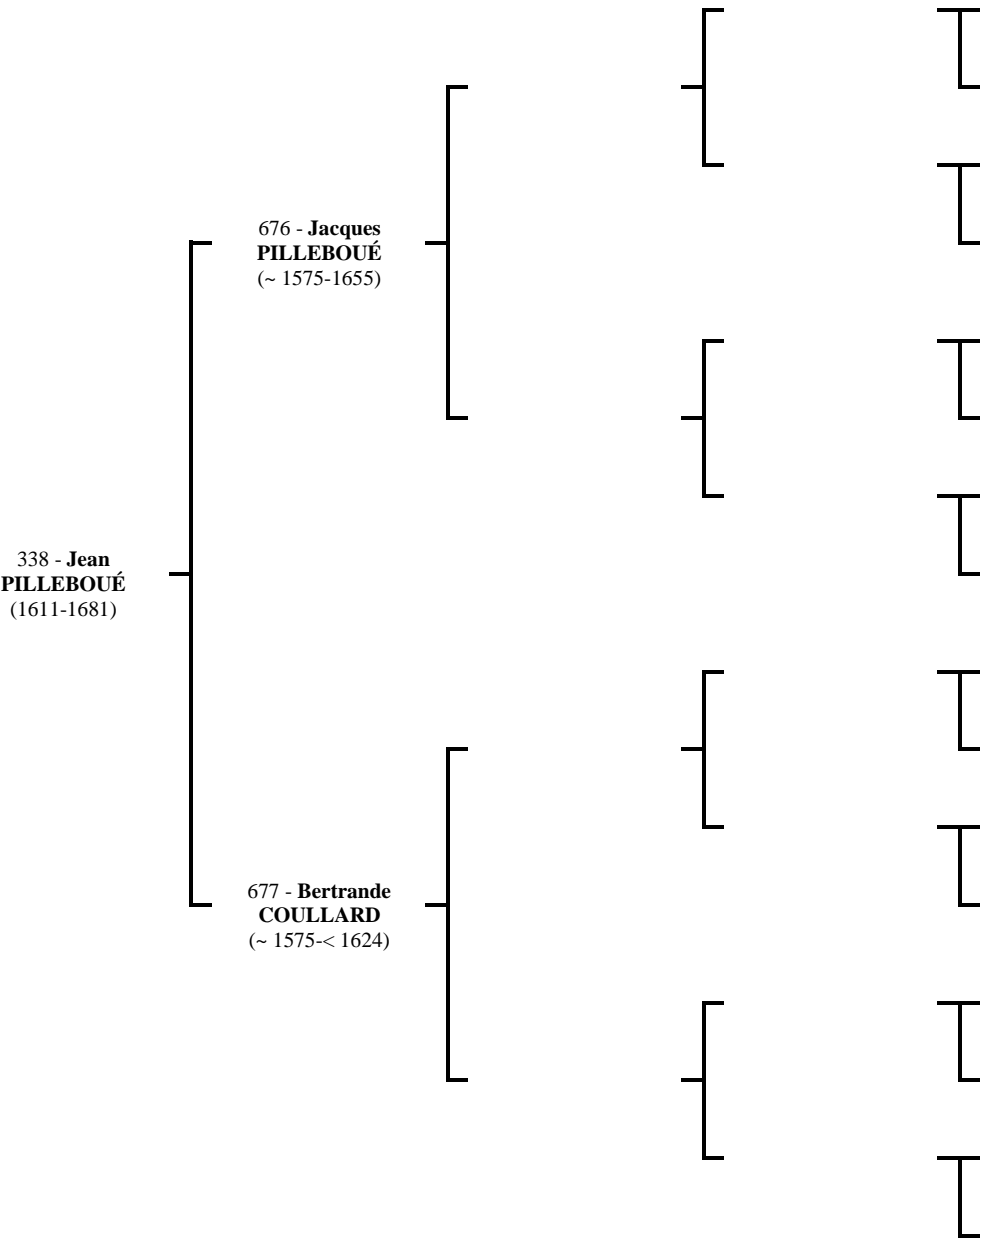 676 - Jacques
PILLEBOUÉ
(~ 1575-1655)
338 - Jean
PILLEBOUÉ
(1611-1681)
677 - Bertrande
COULLARD
(~ 1575-< 1624)